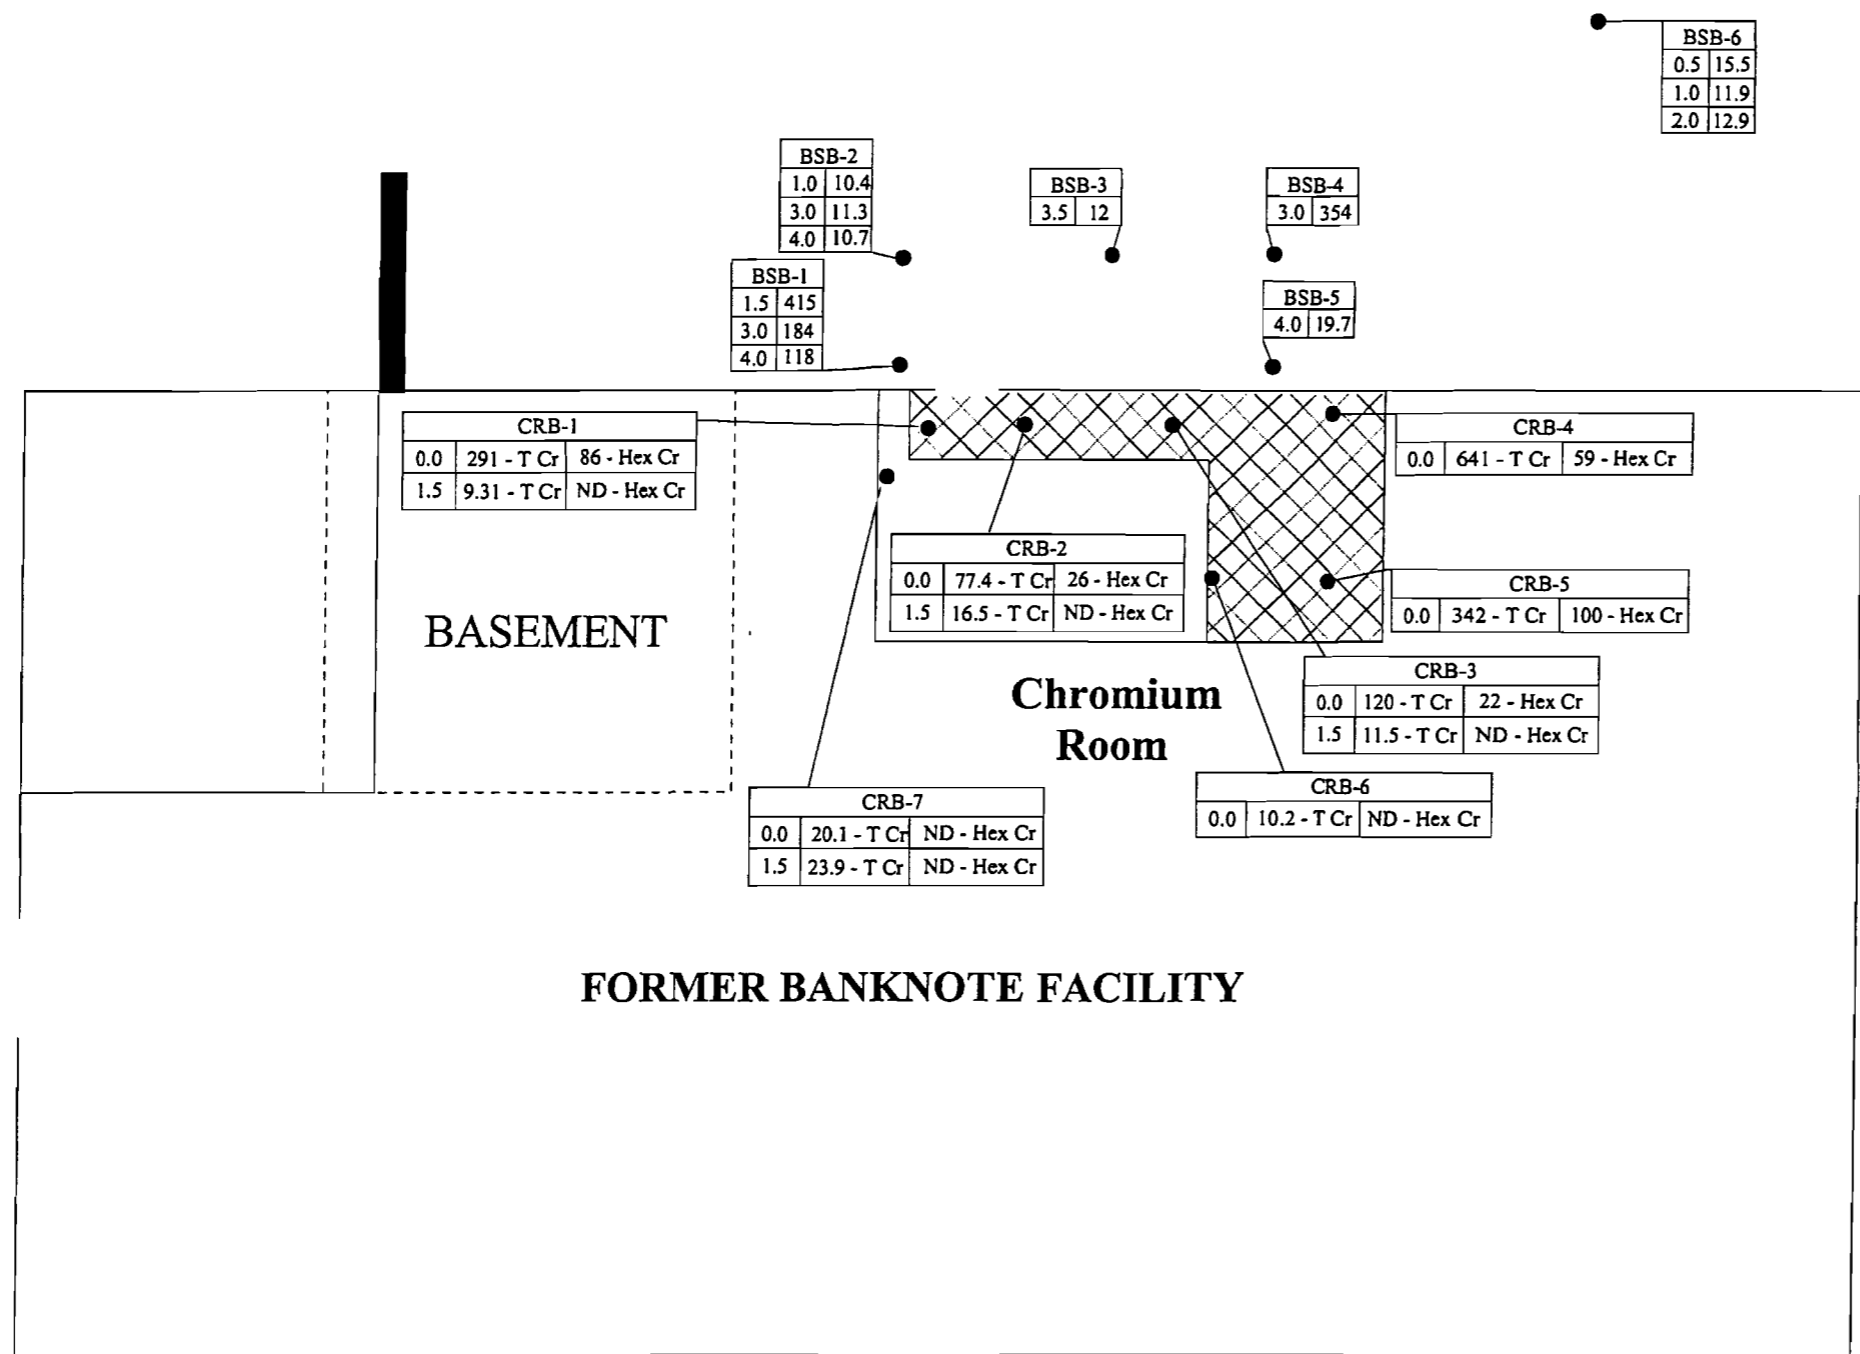 BSB-6
0.5 15.5
1.0 11.9
2.0 12.9
BSB-2
1.0 10.4
3.0 11.3
4.0 10.7
BSB-3
3.5 12
BSB-4
3.0 354
BSB-1
1.5 415
3.0 184
4.0 118
BSB-5
4.0 19.7
CRB-1
0.0 291 - T Cr 86 - Hex Cr
1.5 9.31 - T Cr ND - Hex Cr
CRB-4
0.0 641 - T Cr 59 - Hex Cr
CRB-2
0.0 77.4 - T Cr 26 - Hex Cr
1.5 16.5 - T Cr ND - Hex Cr
CRB-5
0.0 342 - T Cr 100 - Hex Cr
BASEMENT
Chromium
Room
CRB-3
0.0 120 - T Cr 22 - Hex Cr
1.5 11.5 - T Cr ND - Hex Cr
CRB-6
0.0 10.2 - T Cr ND - Hex Cr
CRB-7
0.0 20.1 - T Cr ND - Hex Cr
1.5 23.9 - T Cr ND - Hex Cr
FORMER BANKNOTE FACILITY